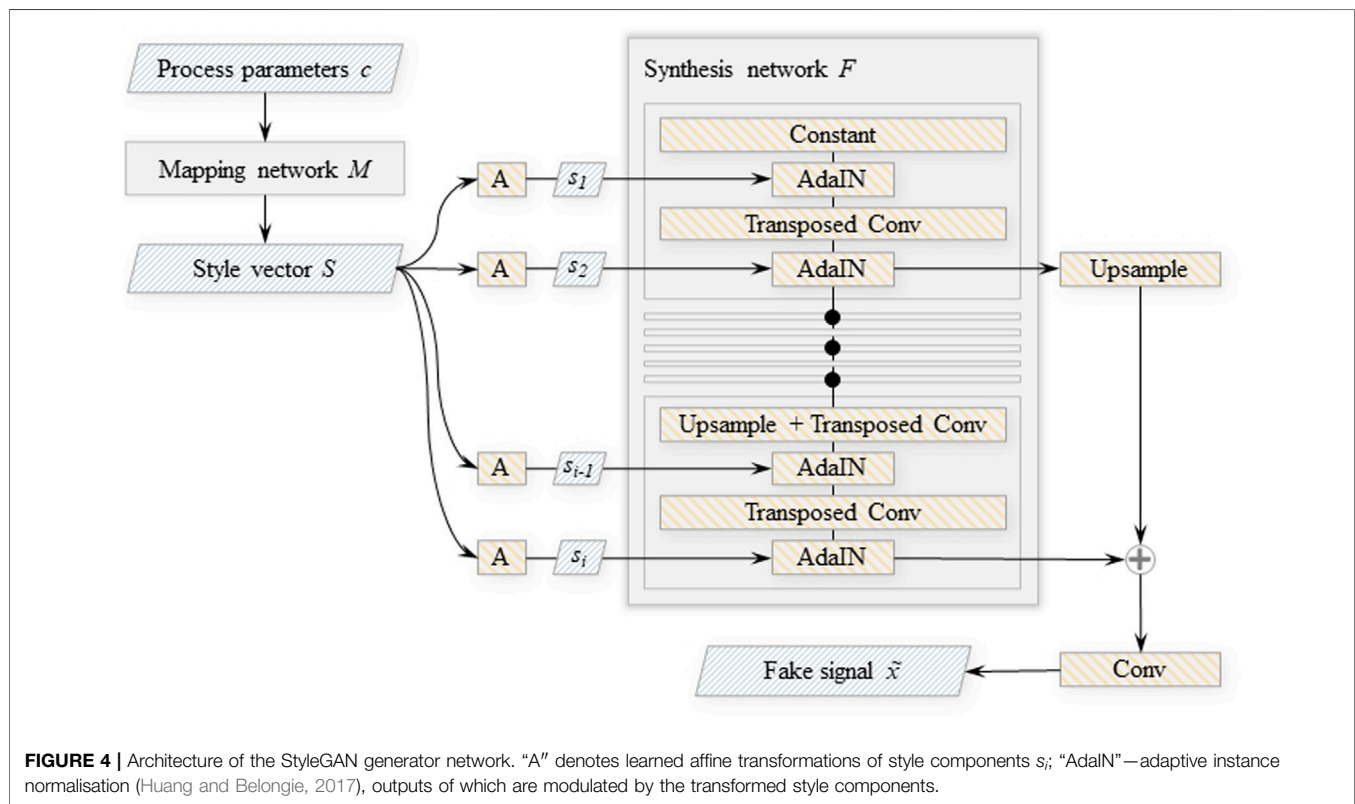 Process parameters c
Mapping network M
Style vector S
Synthesis network F
Constant
A
s1
AdaIN
Transposed Conv
A
s2
AdaIN
Upsample
Upsample + Transposed Conv
A
si-1
AdaIN
Transposed Conv
A
si
AdaIN
+
Conv
Fake signal x̃
FIGURE 4 | Architecture of the StyleGAN generator network. “A″ denotes learned affine transformations of style components si; “AdaIN”—adaptive instance
normalisation (Huang and Belongie, 2017), outputs of which are modulated by the transformed style components.